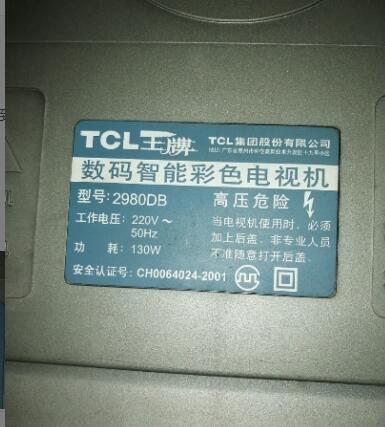 TCL王牌 TCL集团股份有限公司
数码智能彩色电视机
型号: 2980DB 高压危险
工作电压: 220V～ 当电视机使用时，必须
50Hz 加上后盖。非专业人员
功 耗: 130W 不准随意打开后盖。
安全认证号: CH0064024-2001